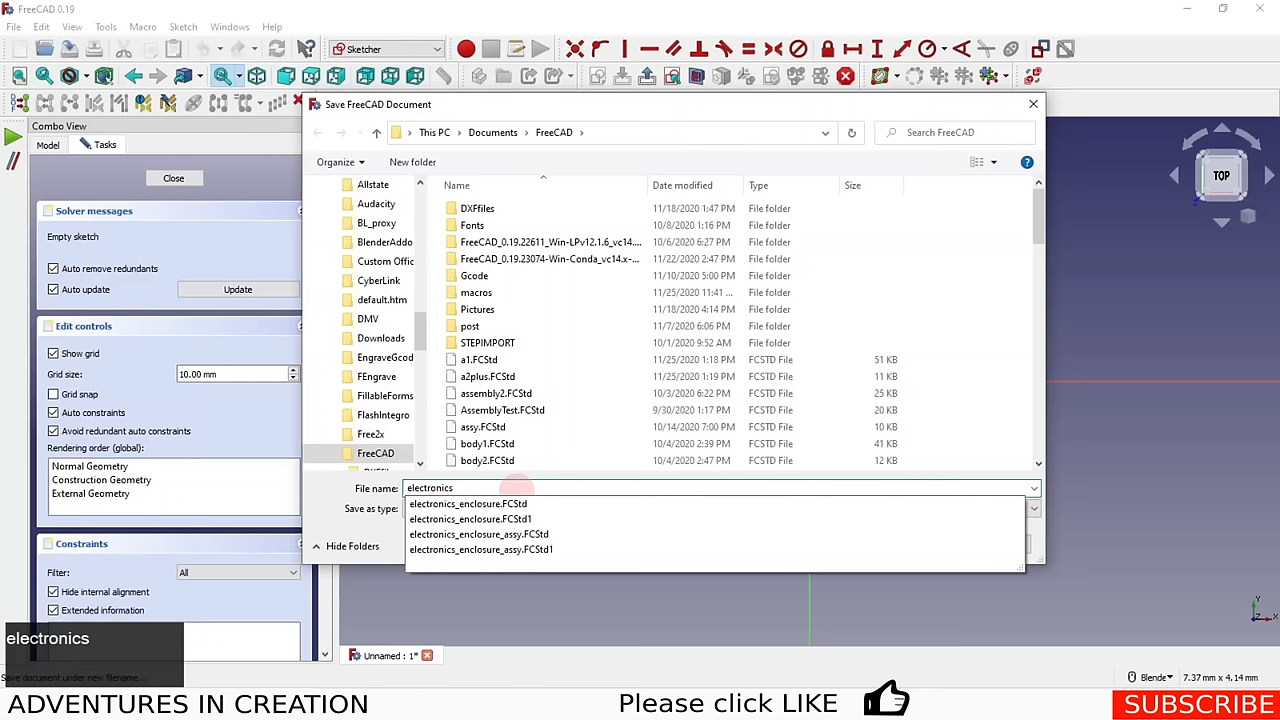 FreeCAD 0.19
File Edit View Tools Macro Sketch Windows Help
Sketcher
Combo View
Model Tasks
Close
Solver messages
Empty sketch
Auto remove redundants
Auto update Update
Edit controls
Show grid
Grid size: 10.00 mm
Grid snap
Auto constraints
Avoid redundant auto constraints
Rendering order (global):
Normal Geometry
Construction Geometry
External Geometry
Constraints
Filter: All
Hide internal alignment
Extended information
Save FreeCAD Document
This PC > Documents > FreeCAD >
Search FreeCAD
Organize New folder
Allstate
Audacity
BL_proxy
BlenderAddo
Custom Offic
CyberLink
default.htm
DMV
Downloads
EngraveGcod
FEngrave
FillableForms
FlashIntegro
Free2x
FreeCAD
Name Date modified Type Size
DXFfiles 11/18/2020 1:47 PM File folder
Fonts 10/8/2020 1:16 PM File folder
FreeCAD_0.19.22611_Win-LPv12.1.6_vc14.... 10/6/2020 6:27 PM File folder
FreeCAD_0.19.23074-Win-Conda_vc14.x-... 11/22/2020 2:47 PM File folder
Gcode 11/10/2020 5:00 PM File folder
macros 11/25/2020 11:41 ... File folder
Pictures 11/18/2020 4:14 PM File folder
post 11/7/2020 6:06 PM File folder
STEPIMPORT 10/1/2020 9:52 AM File folder
a1.FCStd 11/25/2020 1:18 PM FCSTD File 51 KB
a2plus.FCStd 11/25/2020 1:19 PM FCSTD File 11 KB
assembly2.FCStd 10/3/2020 6:22 PM FCSTD File 25 KB
AssemblyTest.FCStd 9/30/2020 1:17 PM FCSTD File 20 KB
assy.FCStd 10/14/2020 7:00 PM FCSTD File 10 KB
body1.FCStd 10/4/2020 2:39 PM FCSTD File 41 KB
body2.FCStd 10/4/2020 2:47 PM FCSTD File 12 KB
File name: electronics
Save as type:
electronics_enclosure.FCStd
electronics_enclosure.FCStd1
electronics_enclosure_assy.FCStd
electronics_enclosure_assy.FCStd1
Hide Folders
TOP
Y
Z X
electronics
Unnamed : 1*
Save document under new filename...
Blende 7.37 mm x 4.14 mm
ADVENTURES IN CREATION Please click LIKE SUBSCRIBE